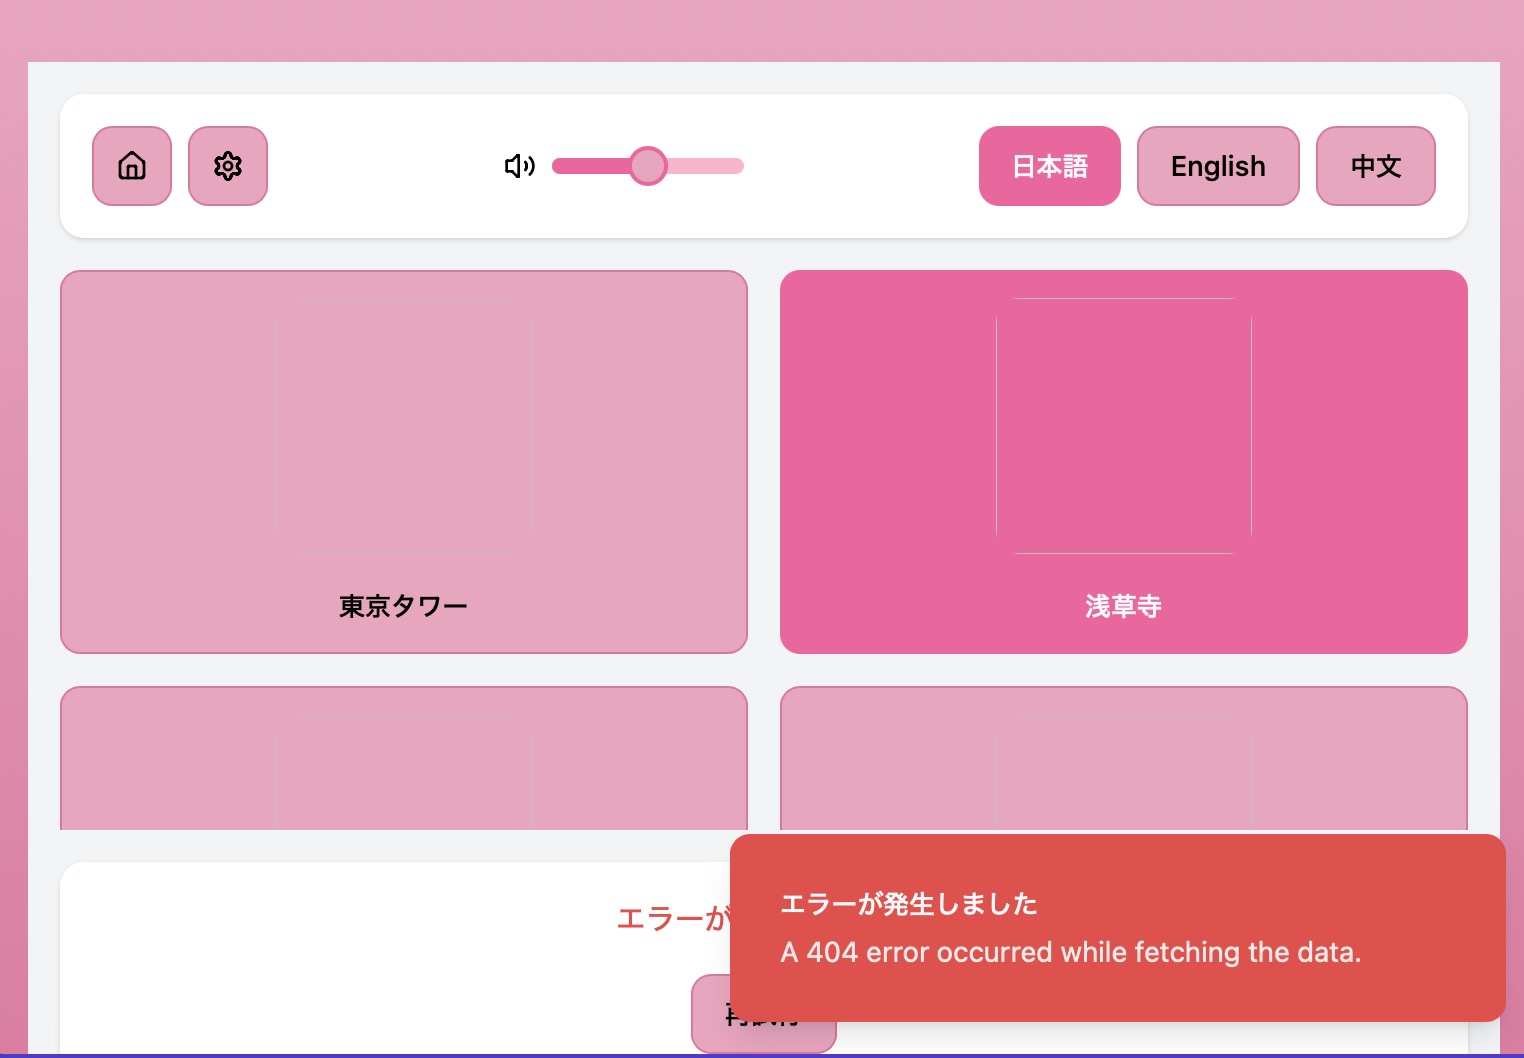 日本語
English
中文
東京タワー
浅草寺
エラーが
エラーが発生しました
A 404 error occurred while fetching the data.